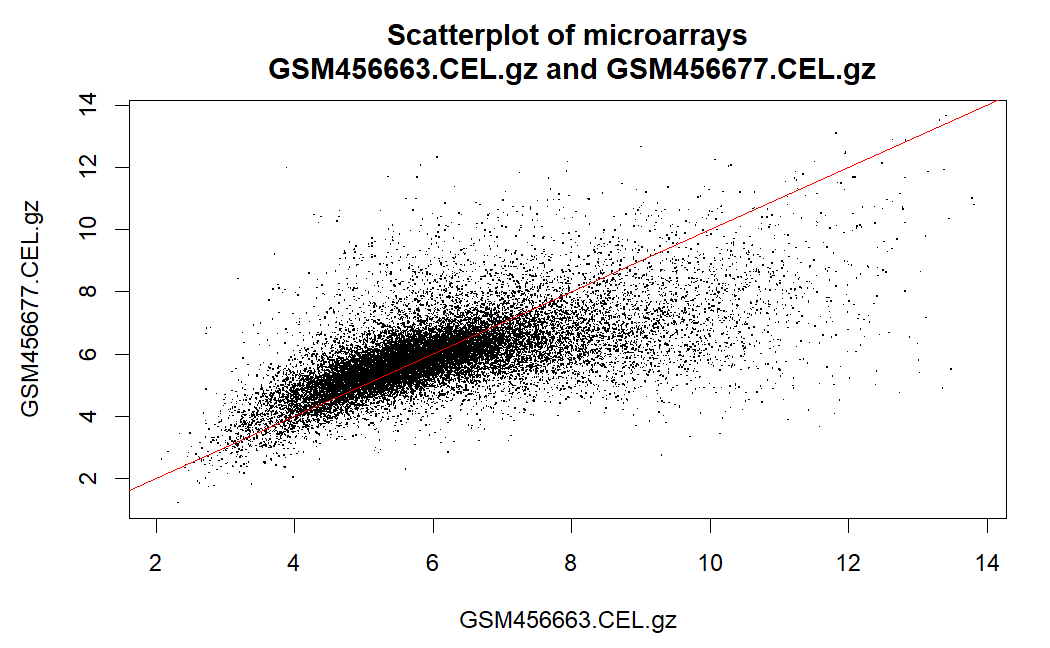 Scatterplot of microarrays
GSM456663.CEL.gz and GSM456677.CEL.gz
14
12
10
8
6
4
2
GSM456677.CEL.gz
2 4 6 8 10 12 14
GSM456663.CEL.gz